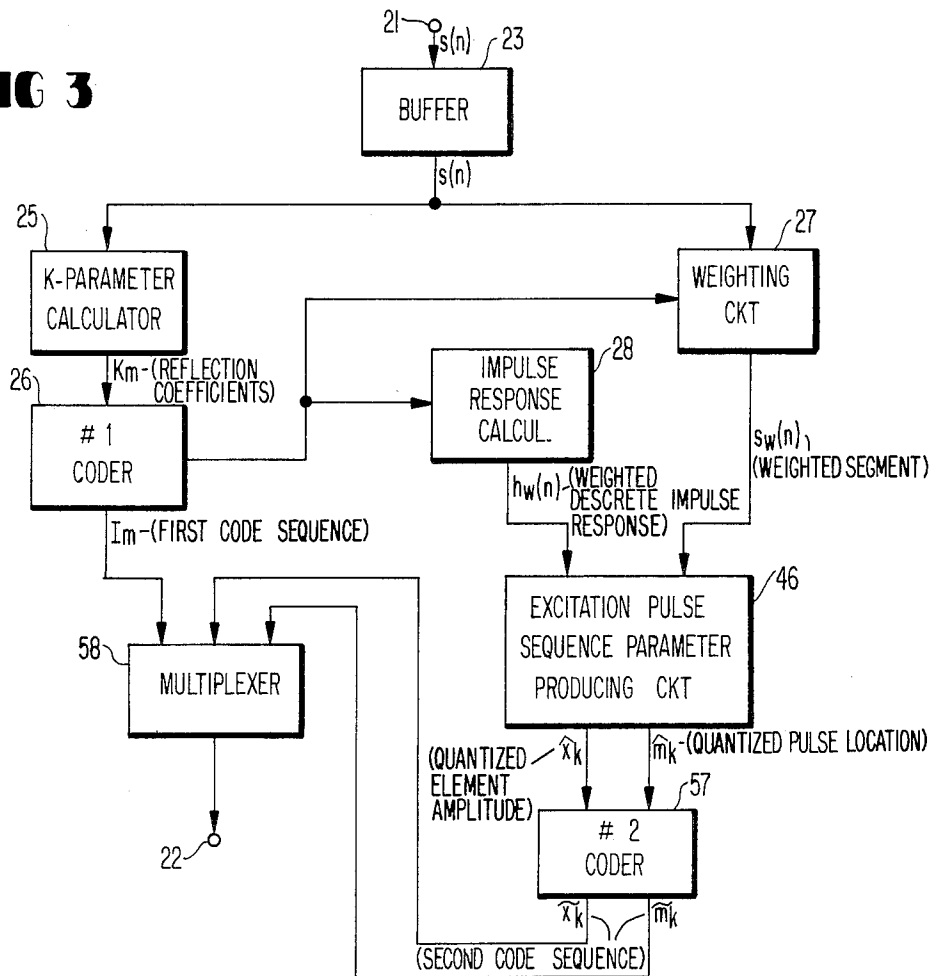 21
s(n)
23
BUFFER
s(n)
IG 3
25
K-PARAMETER
CALCULATOR
27
WEIGHTING
CKT
Km-(REFLECTION
COEFFICIENTS)
26
# 1
CODER
28
IMPULSE
RESPONSE
CALCUL.
sw(n)
(WEIGHTED SEGMENT)
hw(n)-(WEIGHTED
DESCRETE IMPULSE
RESPONSE)
Im-(FIRST CODE SEQUENCE)
46
EXCITATION PULSE
SEQUENCE PARAMETER
PRODUCING CKT
58
MULTIPLEXER
(QUANTIZED
ELEMENT
AMPLITUDE)
x̂k
m̂k-(QUANTIZED PULSE LOCATION)
57
# 2
CODER
22
x̃k
m̃k
(SECOND CODE SEQUENCE)